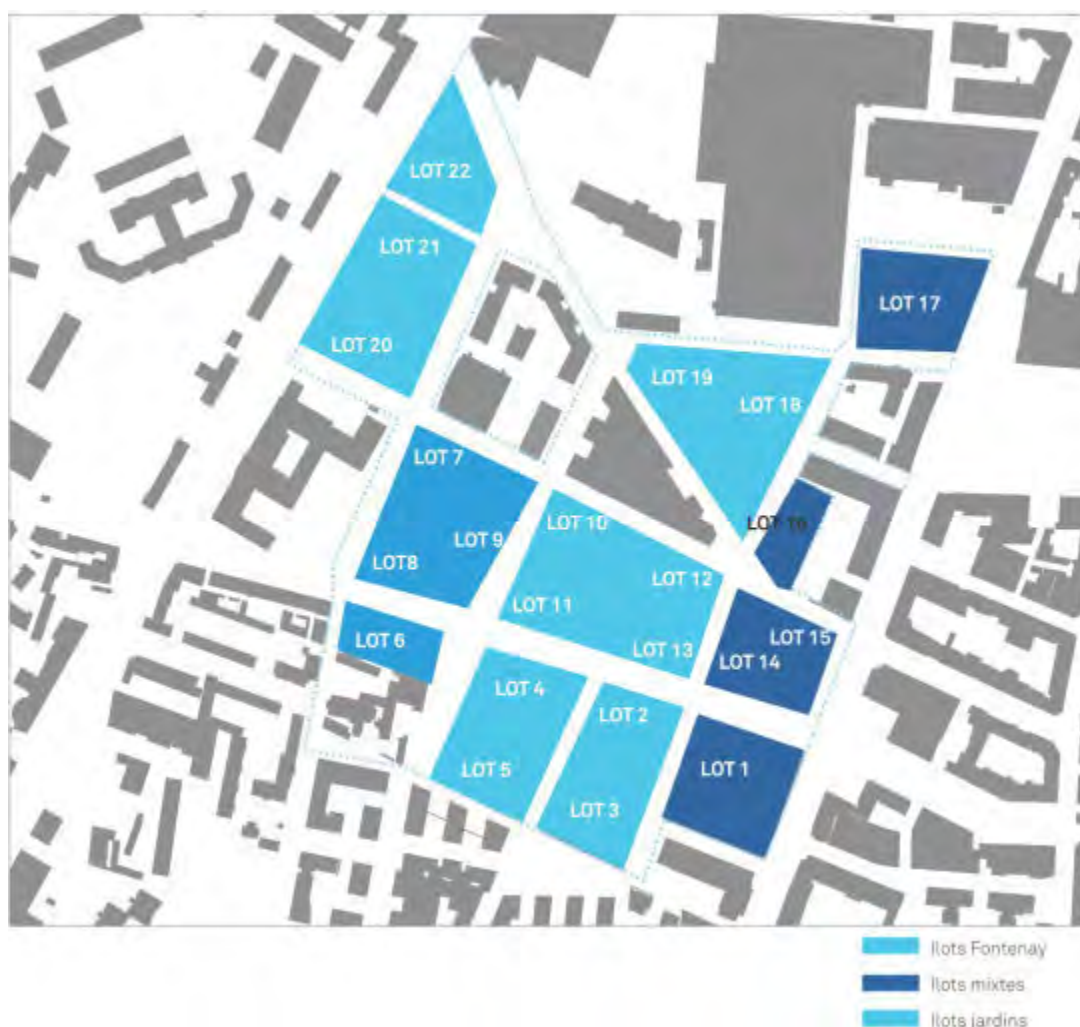 LOT 22
LOT 21
LOT 20
LOT 17
LOT 19
LOT 18
LOT 7
LOT 9
LOT8
LOT 10
LOT 16
LOT 12
LOT 11
LOT 13
LOT 6
LOT 15
LOT 14
LOT 4
LOT 2
LOT 5
LOT 3
LOT 1
Ilots Fontenay
Ilots mixtes
Ilots jardins